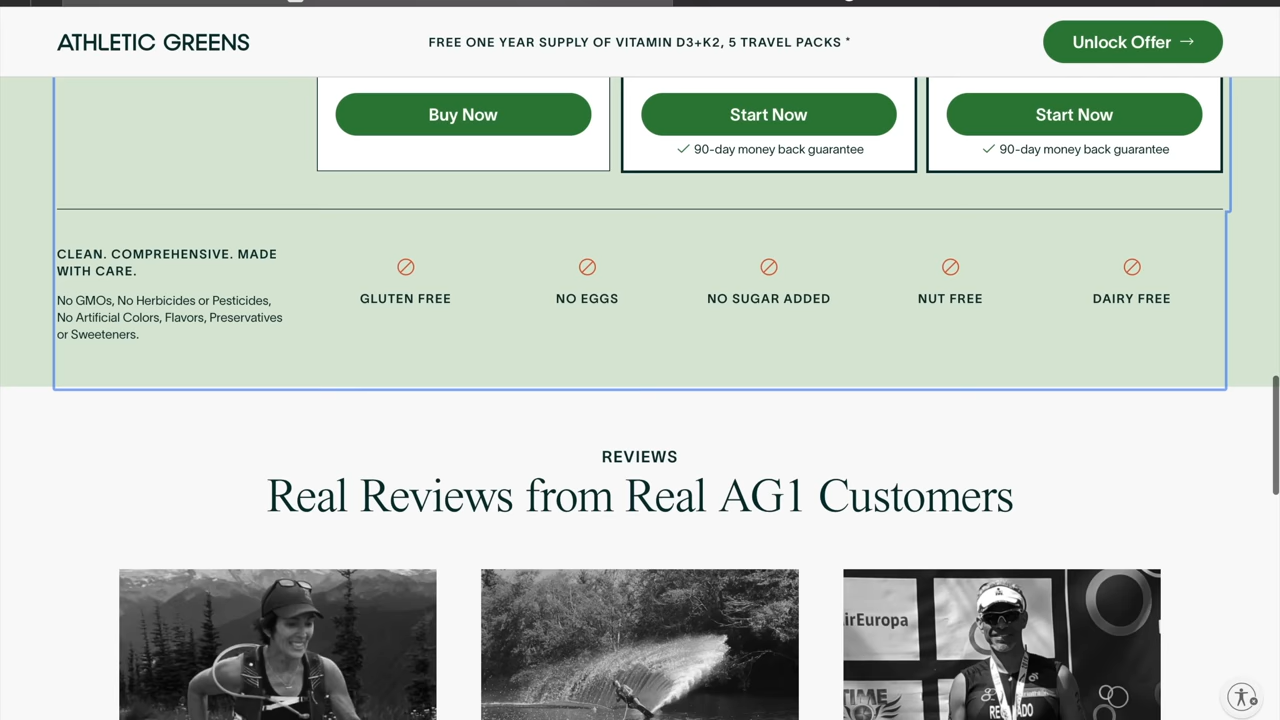 ATHLETIC GREENS
FREE ONE YEAR SUPPLY OF VITAMIN D3+K2, 5 TRAVEL PACKS *
Unlock Offer →
Buy Now
Start Now
Start Now
90-day money back guarantee
90-day money back guarantee
CLEAN. COMPREHENSIVE. MADE
WITH CARE.
No GMOs, No Herbicides or Pesticides,
No Artificial Colors, Flavors, Preservatives
or Sweeteners.
GLUTEN FREE
NO EGGS
NO SUGAR ADDED
NUT FREE
DAIRY FREE
REVIEWS
Real Reviews from Real AG1 Customers
irEuropa
TIME